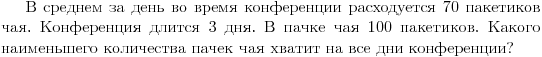 В среднем за день во время конференции расходуется 70 пакетиков
чая. Конференция длится 3 дня. В пачке чая 100 пакетиков. Какого
наименьшего количества пачек чая хватит на все дни конференции?